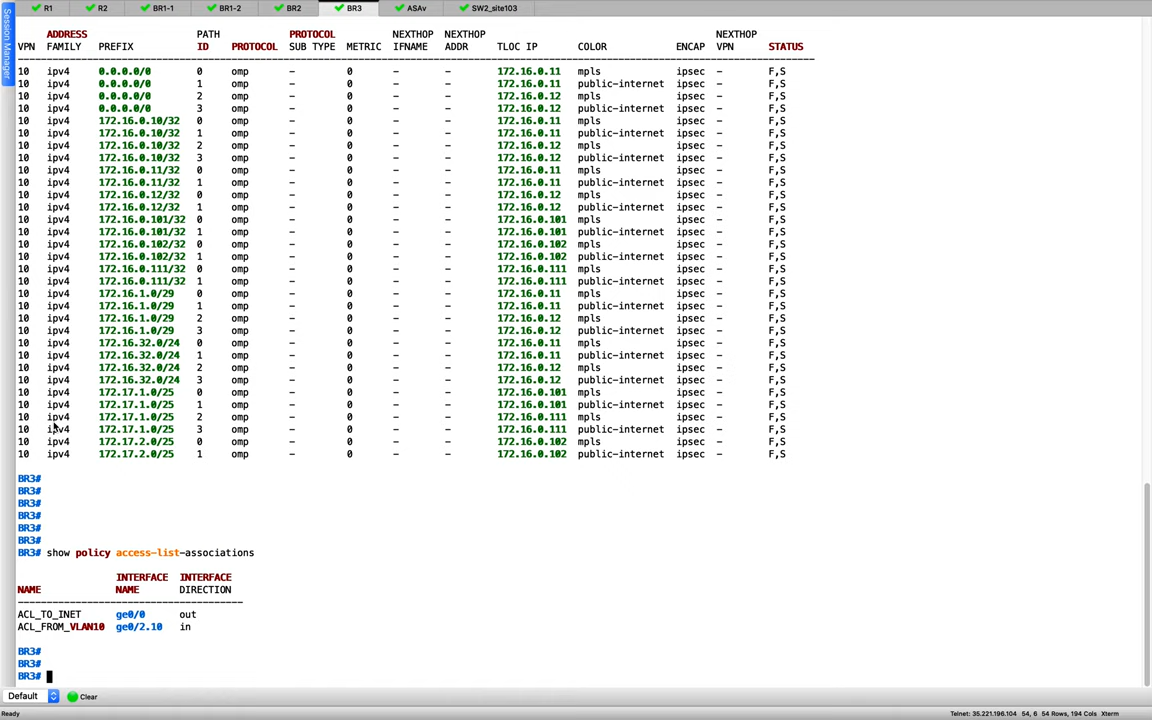 R1 R2 BR1-1 BR1-2 BR2 BR3 ASAv SW2_site103
Session Manager
ADDRESS PATH PROTOCOL NEXTHOP NEXTHOP NEXTHOP
VPN FAMILY PREFIX ID PROTOCOL SUB TYPE METRIC IFNAME ADDR TLOC IP COLOR ENCAP VPN STATUS
---------------------------------------------------------------------------------------------------------------------------------------
10 ipv4 0.0.0.0/0 0 omp - 0 - - 172.16.0.11 mpls ipsec - F,S
10 ipv4 0.0.0.0/0 1 omp - 0 - - 172.16.0.11 public-internet ipsec - F,S
10 ipv4 0.0.0.0/0 2 omp - 0 - - 172.16.0.12 mpls ipsec - F,S
10 ipv4 0.0.0.0/0 3 omp - 0 - - 172.16.0.12 public-internet ipsec - F,S
10 ipv4 172.16.0.10/32 0 omp - 0 - - 172.16.0.11 mpls ipsec - F,S
10 ipv4 172.16.0.10/32 1 omp - 0 - - 172.16.0.11 public-internet ipsec - F,S
10 ipv4 172.16.0.10/32 2 omp - 0 - - 172.16.0.12 mpls ipsec - F,S
10 ipv4 172.16.0.10/32 3 omp - 0 - - 172.16.0.12 public-internet ipsec - F,S
10 ipv4 172.16.0.11/32 0 omp - 0 - - 172.16.0.11 mpls ipsec - F,S
10 ipv4 172.16.0.11/32 1 omp - 0 - - 172.16.0.11 public-internet ipsec - F,S
10 ipv4 172.16.0.12/32 0 omp - 0 - - 172.16.0.12 mpls ipsec - F,S
10 ipv4 172.16.0.12/32 1 omp - 0 - - 172.16.0.12 public-internet ipsec - F,S
10 ipv4 172.16.0.101/32 0 omp - 0 - - 172.16.0.101 mpls ipsec - F,S
10 ipv4 172.16.0.101/32 1 omp - 0 - - 172.16.0.101 public-internet ipsec - F,S
10 ipv4 172.16.0.102/32 0 omp - 0 - - 172.16.0.102 mpls ipsec - F,S
10 ipv4 172.16.0.102/32 1 omp - 0 - - 172.16.0.102 public-internet ipsec - F,S
10 ipv4 172.16.0.111/32 0 omp - 0 - - 172.16.0.111 mpls ipsec - F,S
10 ipv4 172.16.0.111/32 1 omp - 0 - - 172.16.0.111 public-internet ipsec - F,S
10 ipv4 172.16.1.0/29 0 omp - 0 - - 172.16.0.11 mpls ipsec - F,S
10 ipv4 172.16.1.0/29 1 omp - 0 - - 172.16.0.11 public-internet ipsec - F,S
10 ipv4 172.16.1.0/29 2 omp - 0 - - 172.16.0.12 mpls ipsec - F,S
10 ipv4 172.16.1.0/29 3 omp - 0 - - 172.16.0.12 public-internet ipsec - F,S
10 ipv4 172.16.32.0/24 0 omp - 0 - - 172.16.0.11 mpls ipsec - F,S
10 ipv4 172.16.32.0/24 1 omp - 0 - - 172.16.0.11 public-internet ipsec - F,S
10 ipv4 172.16.32.0/24 2 omp - 0 - - 172.16.0.12 mpls ipsec - F,S
10 ipv4 172.16.32.0/24 3 omp - 0 - - 172.16.0.12 public-internet ipsec - F,S
10 ipv4 172.17.1.0/25 0 omp - 0 - - 172.16.0.101 mpls ipsec - F,S
10 ipv4 172.17.1.0/25 1 omp - 0 - - 172.16.0.101 public-internet ipsec - F,S
10 ipv4 172.17.1.0/25 2 omp - 0 - - 172.16.0.111 mpls ipsec - F,S
10 ipv4 172.17.1.0/25 3 omp - 0 - - 172.16.0.111 public-internet ipsec - F,S
10 ipv4 172.17.2.0/25 0 omp - 0 - - 172.16.0.102 mpls ipsec - F,S
10 ipv4 172.17.2.0/25 1 omp - 0 - - 172.16.0.102 public-internet ipsec - F,S
BR3#
BR3#
BR3#
BR3#
BR3#
BR3#
BR3# show policy access-list-associations
INTERFACE INTERFACE
NAME NAME DIRECTION
---------------------------------------
ACL_TO_INET ge0/0 out
ACL_FROM_VLAN10 ge0/2.10 in
BR3#
BR3#
BR3#
Default Clear
Ready Telnet: 35.221.196.104 54, 6 54 Rows, 194 Cols Xterm